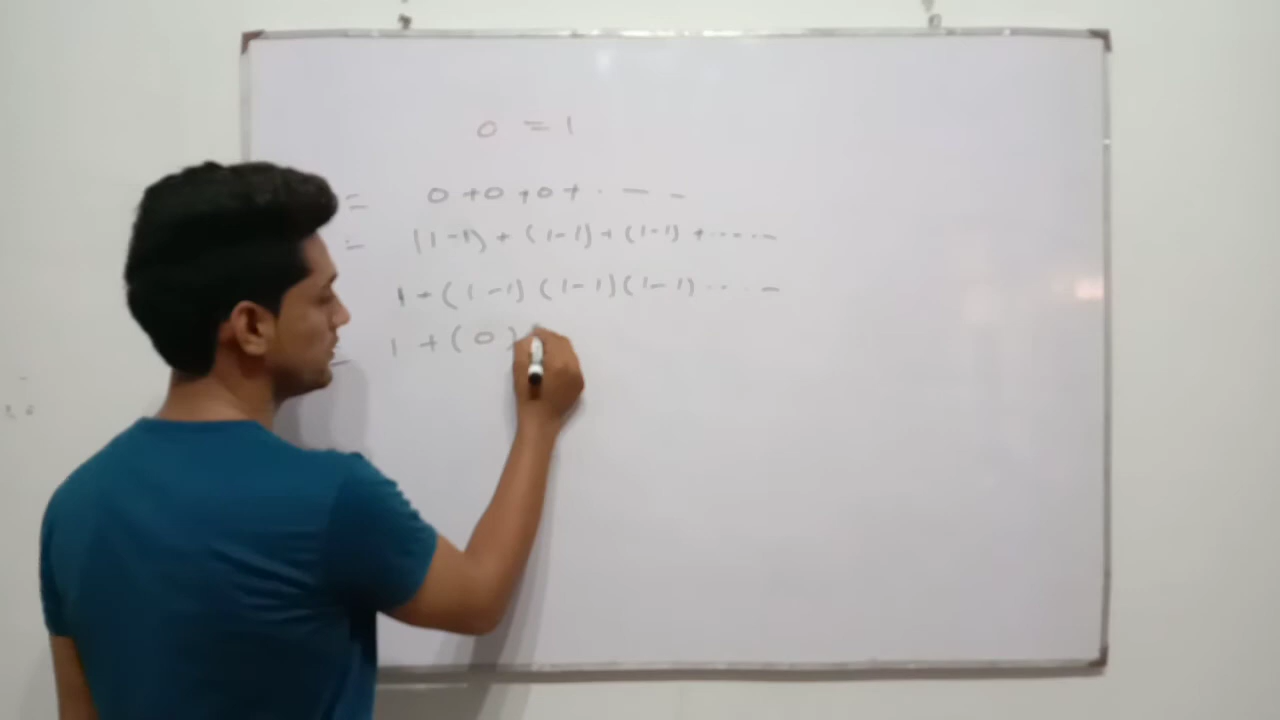 0 = 1
= 0 +0 +0 + . - -
= (1-1) + (1-1) + (1-1) + ......
1 - (1-1) (1-1) (1-1) .... -
= 1 + ( 0 )